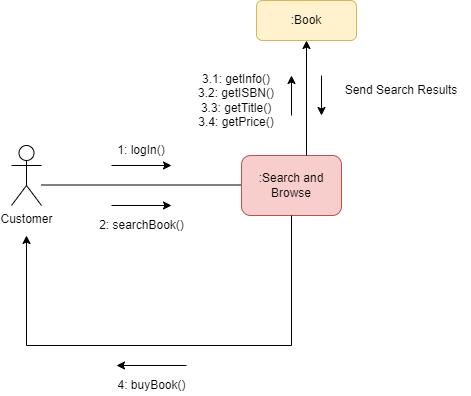 :Book
3.1: getInfo()
3.2: getISBN()
3.3: getTitle()
3.4: getPrice()
Send Search Results
1: logIn()
:Search and
Browse
Customer
2: searchBook()
4: buyBook()